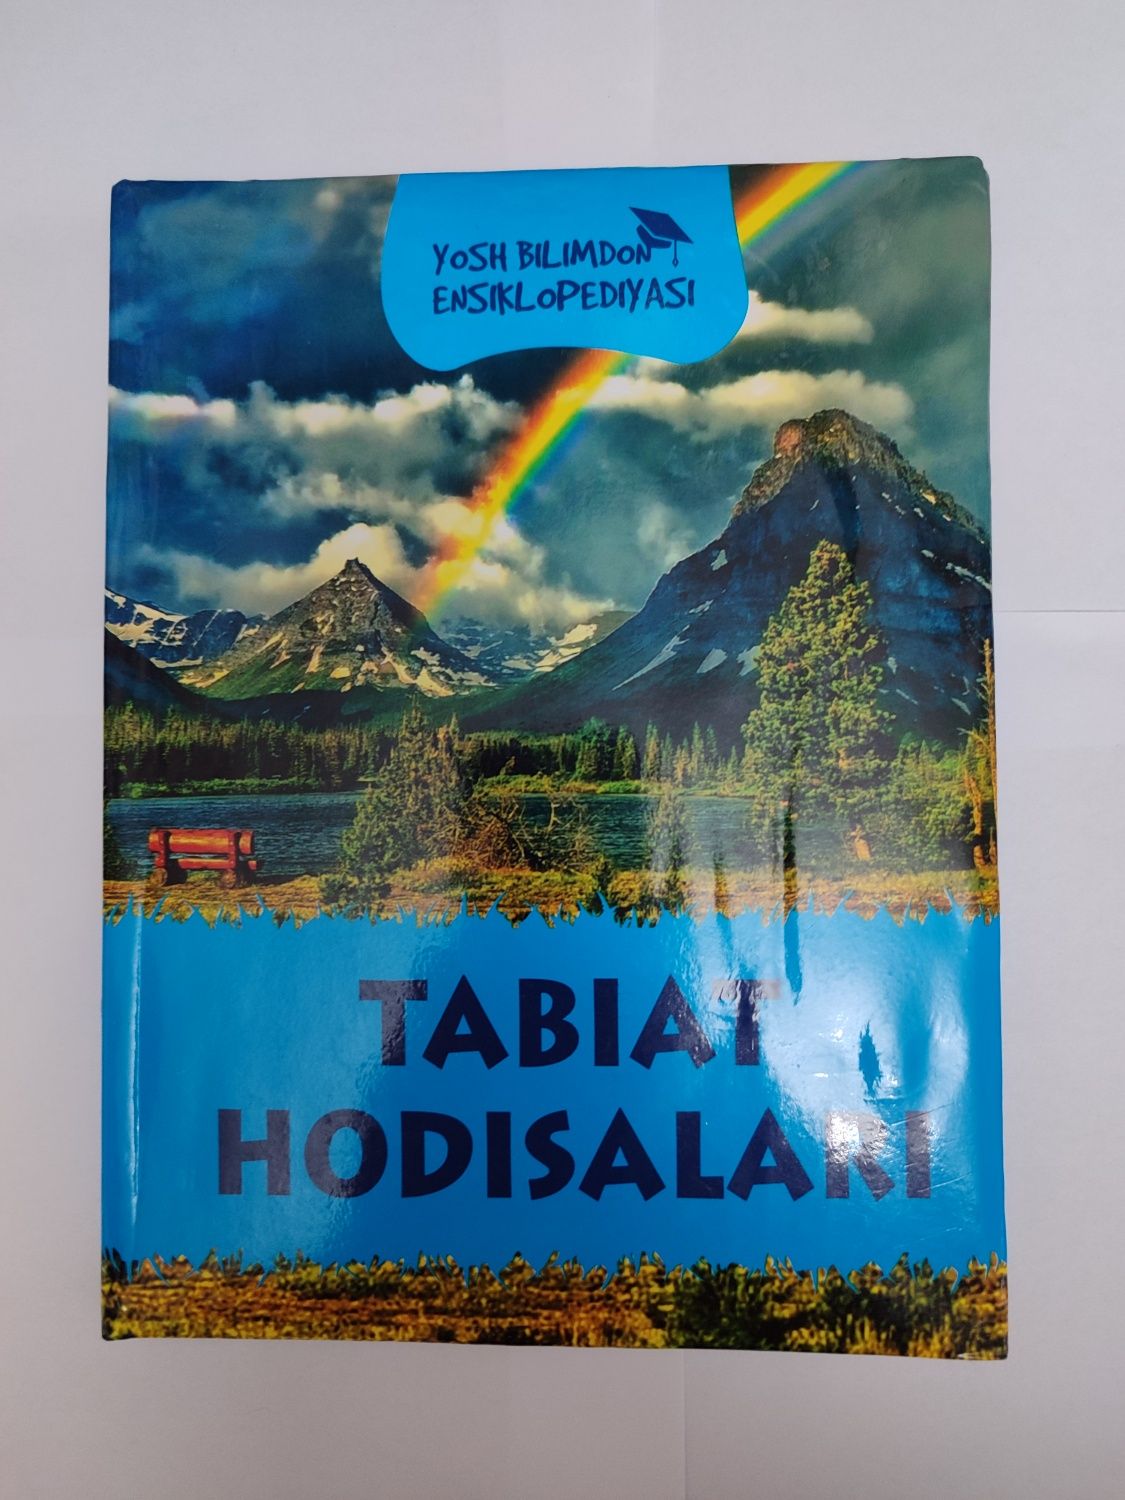 YOSH BILIMDON
ENSIKLOPEDIYASI
TABIAT
HODISALARI